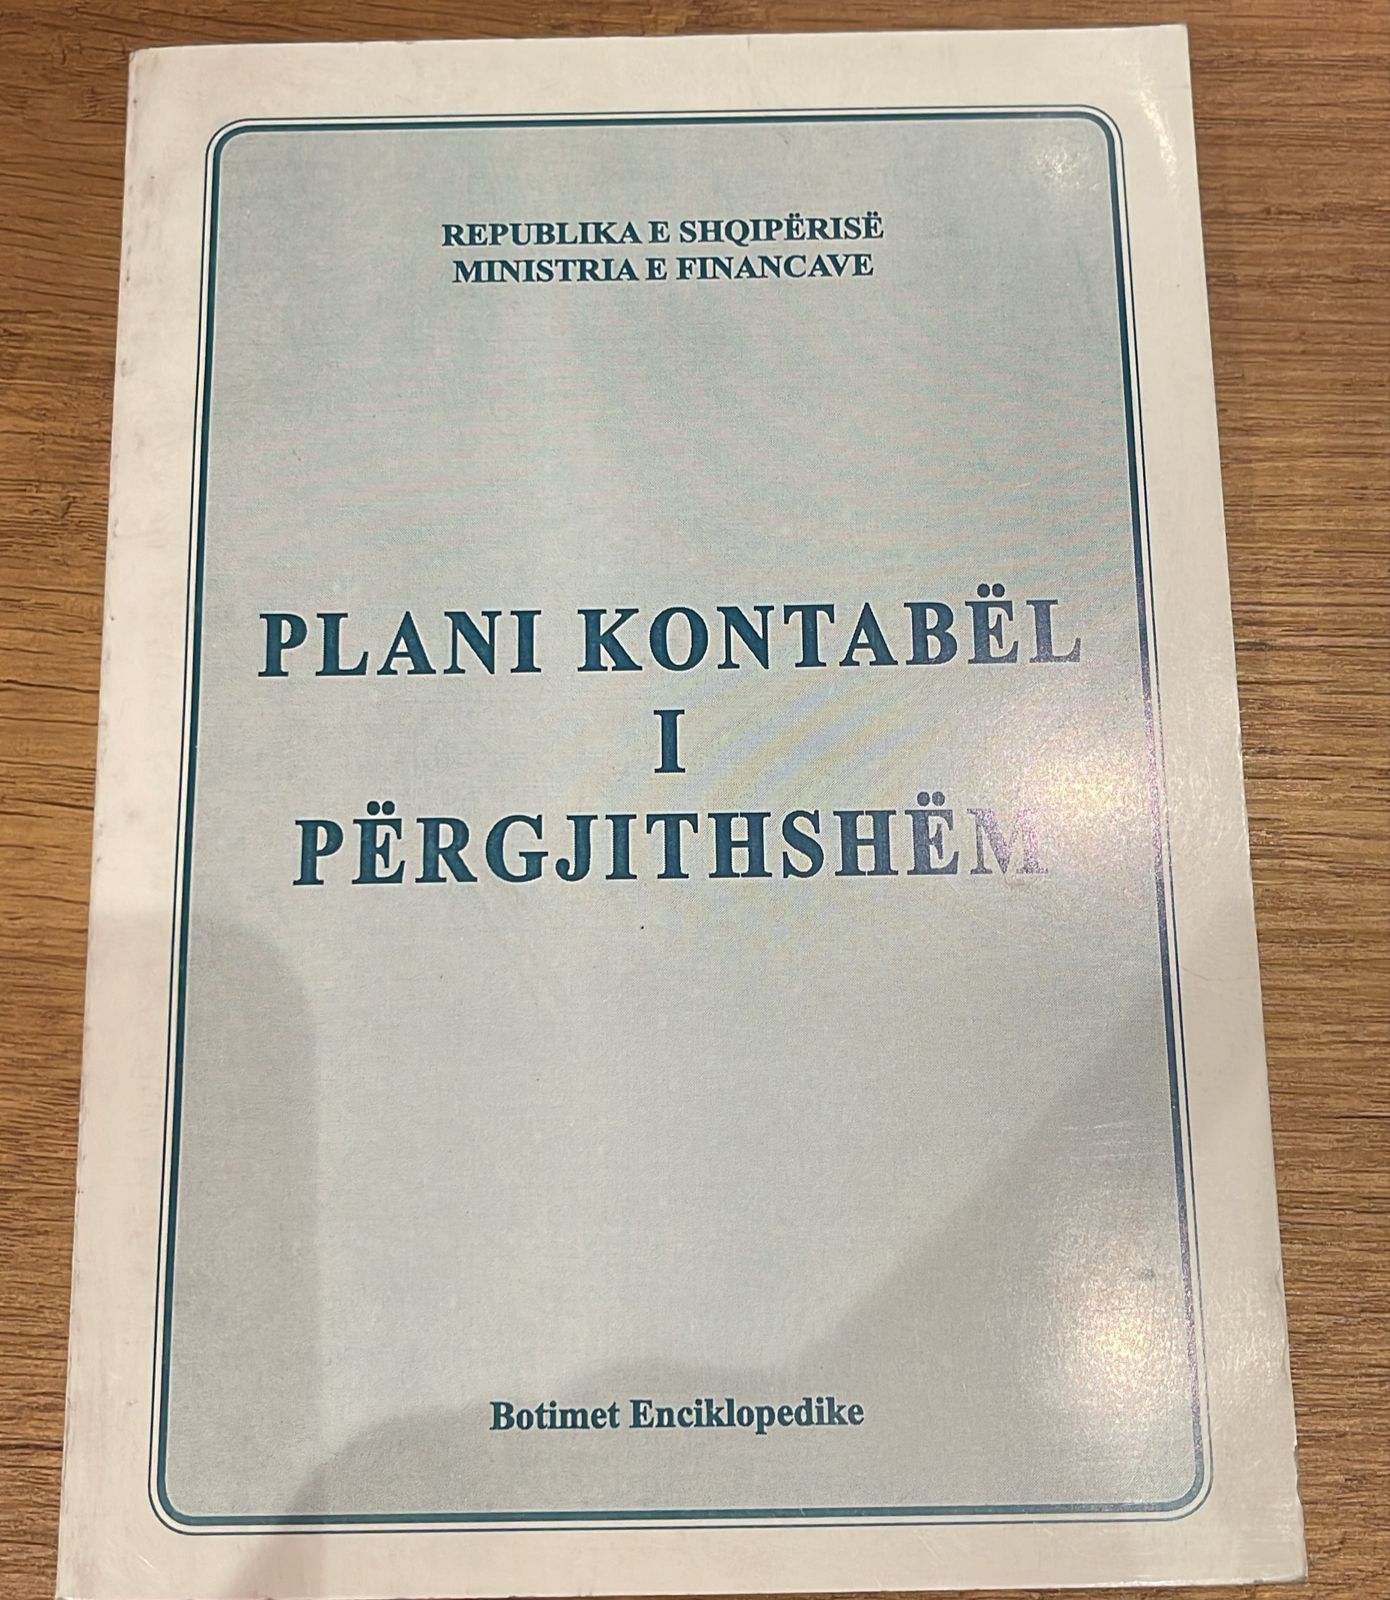 REPUBLIKA E SHQIPËRISË
MINISTRIA E FINANCAVE
PLANI KONTABËL
I
PËRGJITHSHËM
Botimet Enciklopedike